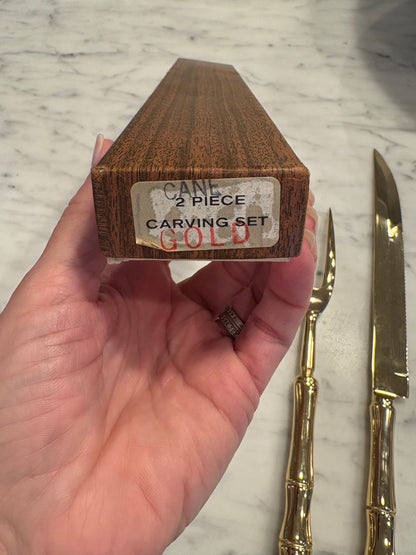 CANE
2 PIECE
CARVING SET
GOLD